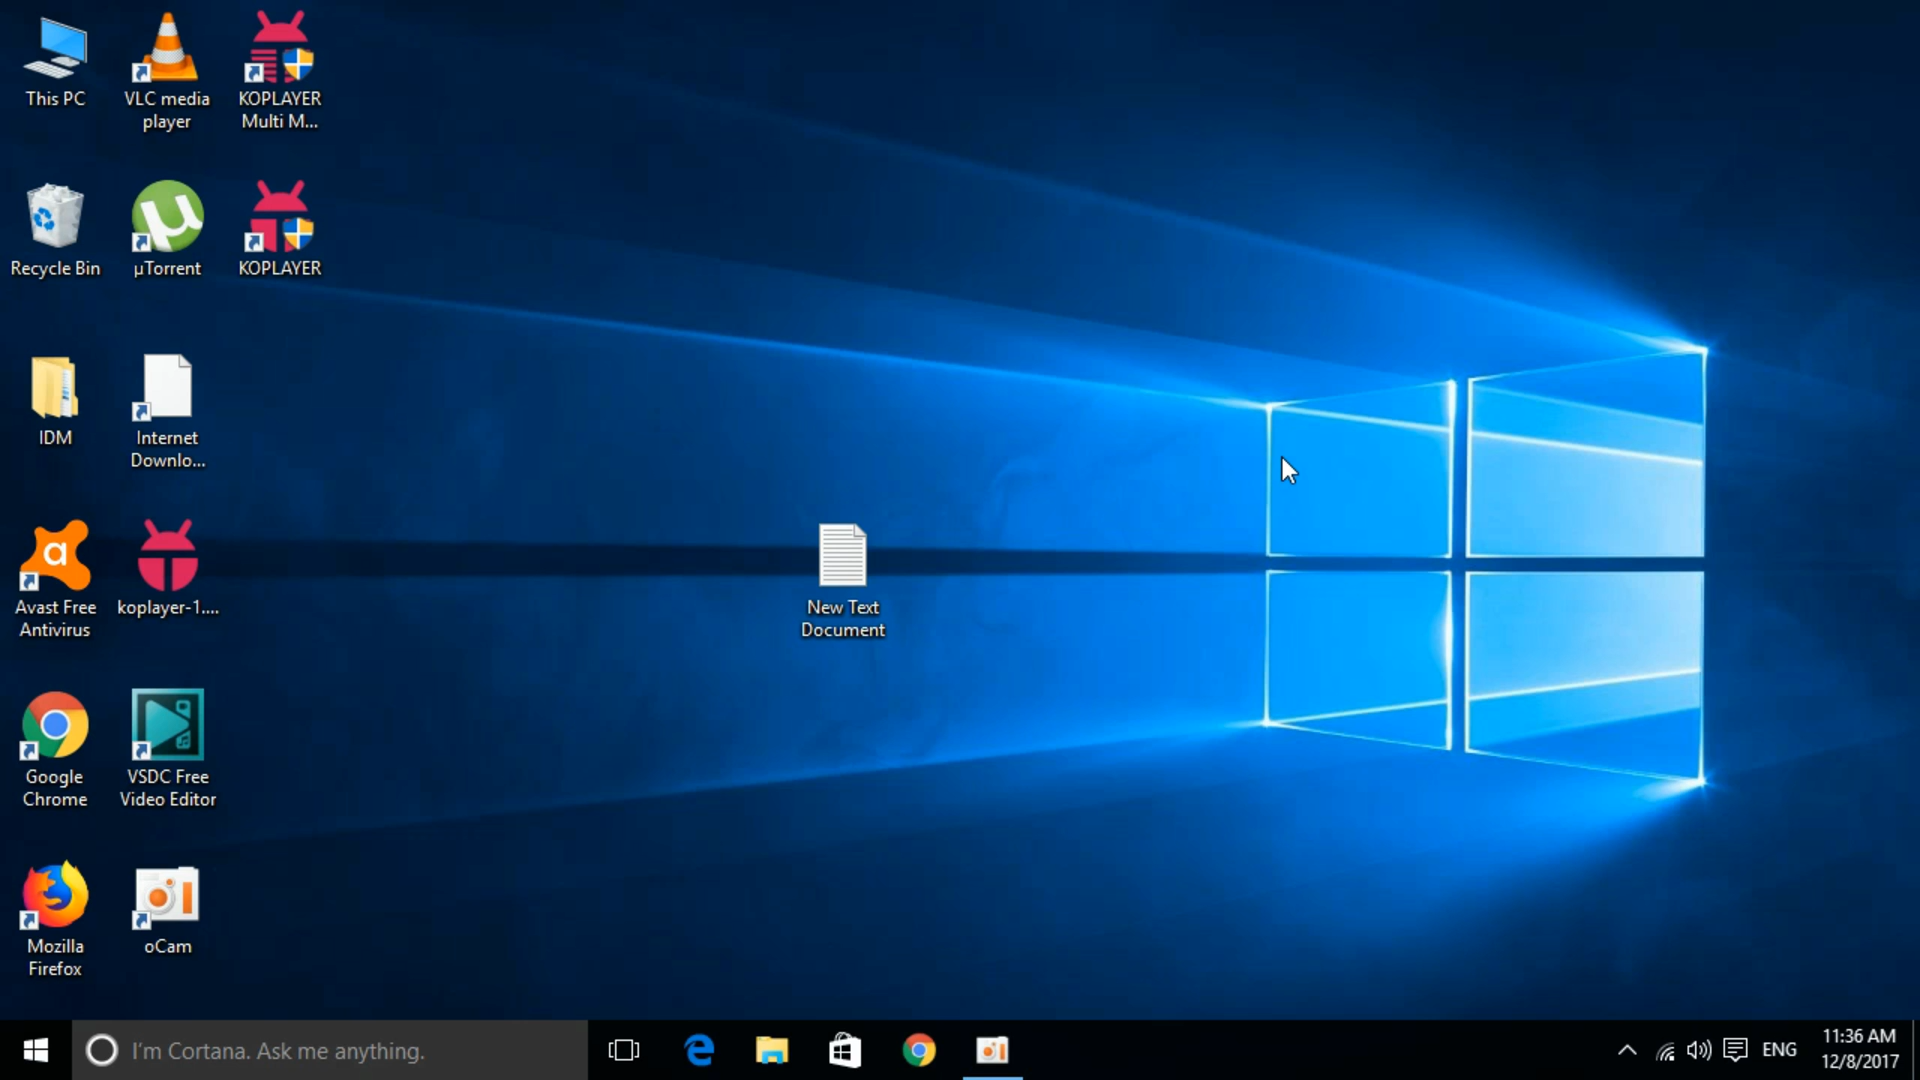 This PC
VLC media
player
KOPLAYER
Multi M...
Recycle Bin
µTorrent
KOPLAYER
IDM
Internet
Downlo...
Avast Free
Antivirus
koplayer-1....
New Text
Document
Google
Chrome
VSDC Free
Video Editor
Mozilla
Firefox
oCam
I'm Cortana. Ask me anything.
ENG
11:36 AM
12/8/2017